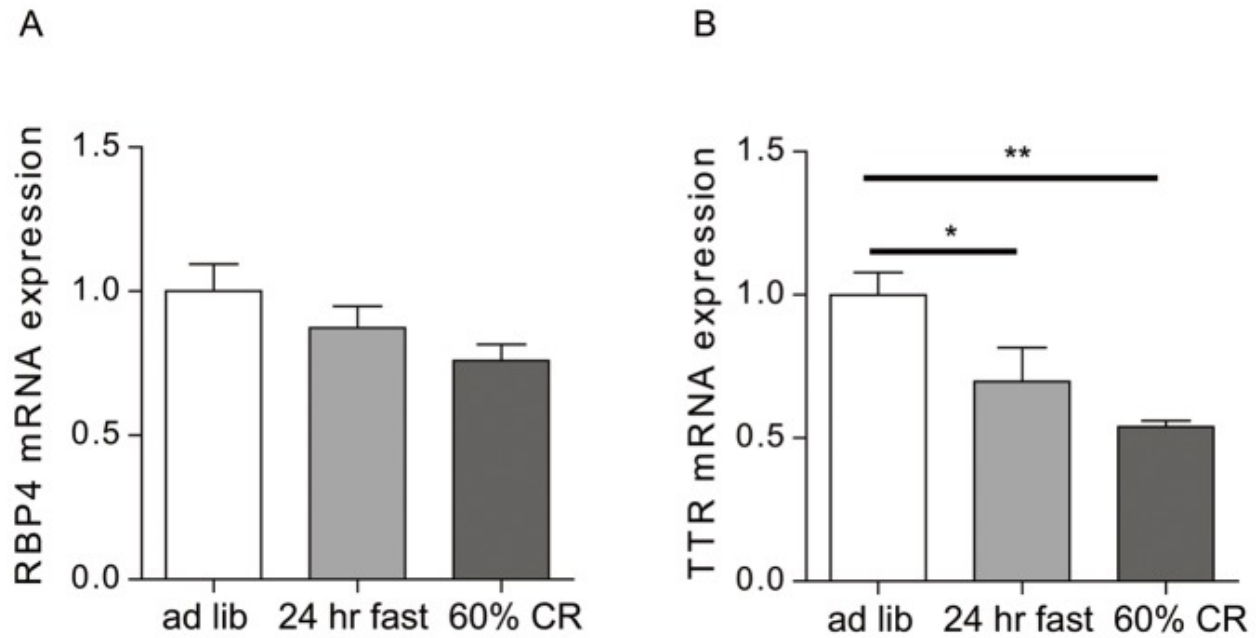 A
RBP4 mRNA expression
1.5
1.0
0.5
0.0
ad lib
24 hr fast
60% CR
B
TTR mRNA expression
1.5
1.0
0.5
0.0
**
*
ad lib
24 hr fast
60% CR